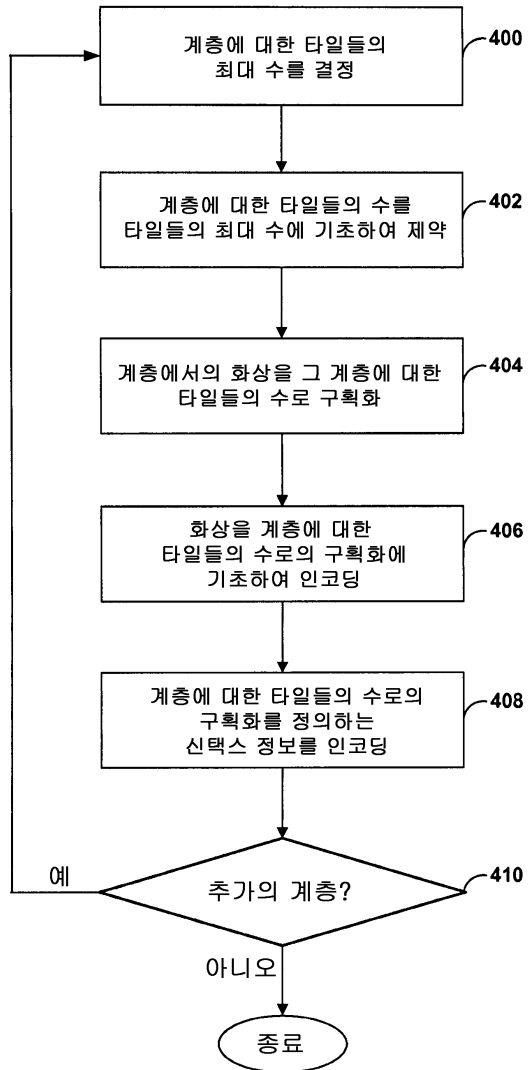 계층에 대한 타일들의
최대 수를 결정
400
계층에 대한 타일들의 수를
타일들의 최대 수에 기초하여 제약
402
계층에서의 화상을 그 계층에 대한
타일들의 수로 구획화
404
화상을 계층에 대한
타일들의 수로의 구획화에
기초하여 인코딩
406
계층에 대한 타일들의 수로의
구획화를 정의하는
신택스 정보를 인코딩
408
예
추가의 계층?
410
아니오
종료